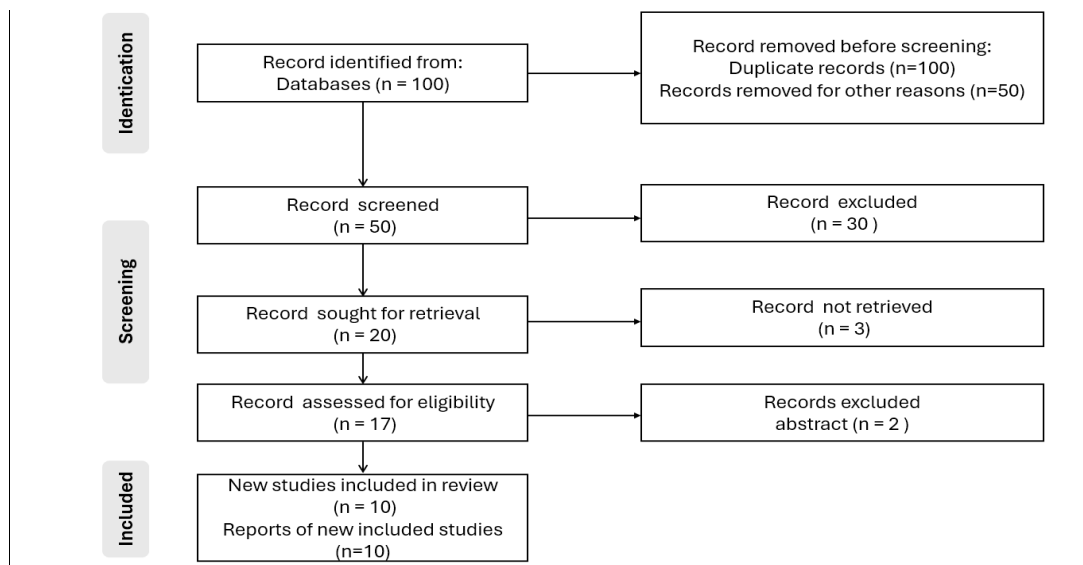 Identication
Record identified from:
Databases (n = 100)
Record removed before screening:
Duplicate records (n=100)
Records removed for other reasons (n=50)
Screening
Record screened
(n = 50)
Record excluded
(n = 30 )
Record sought for retrieval
(n = 20)
Record not retrieved
(n = 3)
Record assessed for eligibility
(n = 17)
Records excluded
abstract (n = 2 )
Included
New studies included in review
(n = 10)
Reports of new included studies
(n=10)